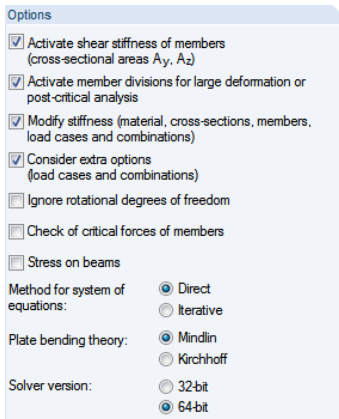 Options
Activate shear stiffness of members
(cross-sectional areas Ay, Az)
Activate member divisions for large deformation or
post-critical analysis
Modify stiffness (material, cross-sections, members,
load cases and combinations)
Consider extra options
(load cases and combinations)
Ignore rotational degrees of freedom
Check of critical forces of members
Stress on beams
Method for system of
equations:
Direct
Iterative
Plate bending theory:
Mindlin
Kirchhoff
Solver version:
32-bit
64-bit